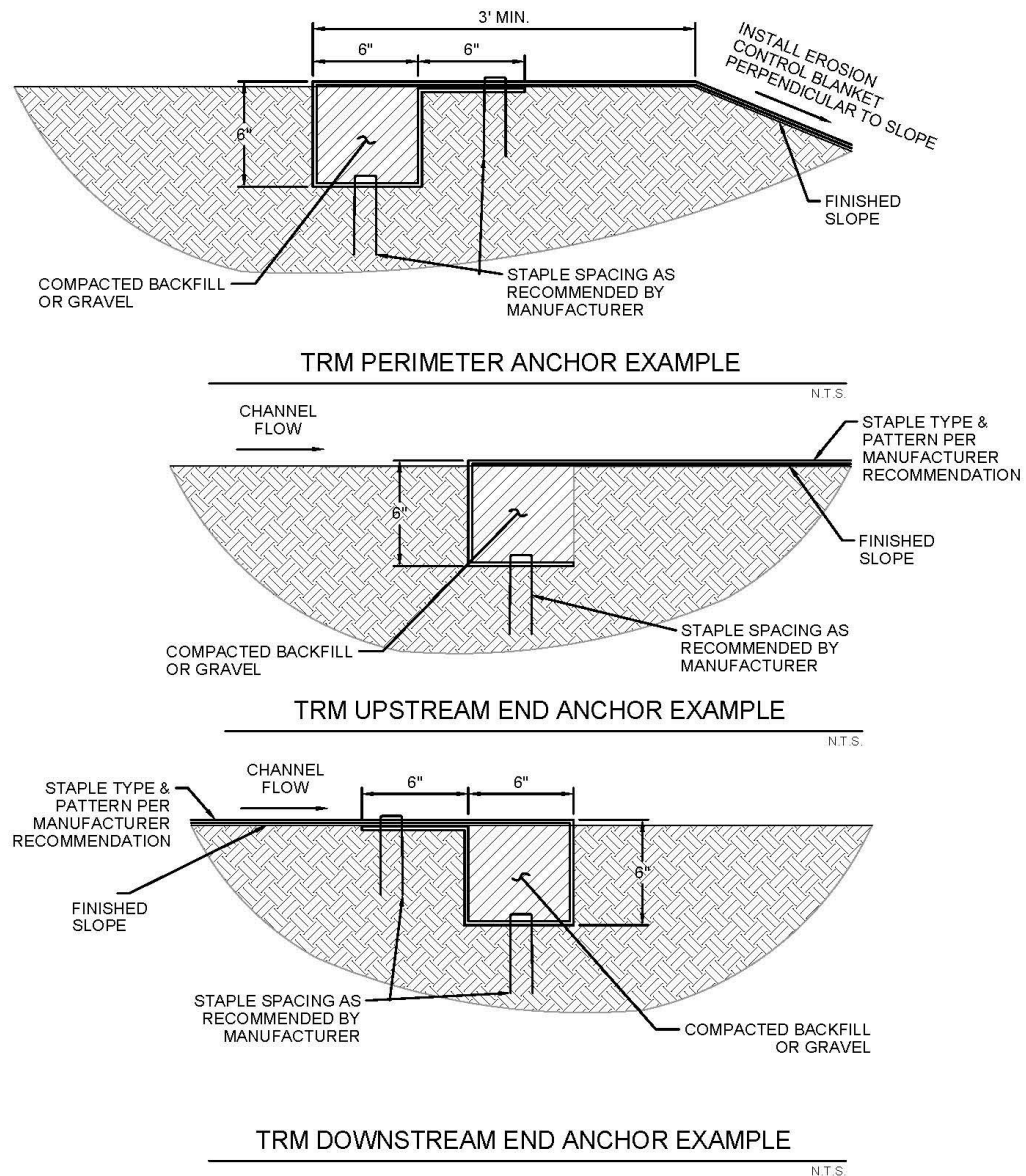 3' MIN.
6"
6"
INSTALL EROSION
CONTROL BLANKET
PERPENDICULAR TO SLOPE
6"
FINISHED
SLOPE
COMPACTED BACKFILL
OR GRAVEL
STAPLE SPACING AS
RECOMMENDED BY
MANUFACTURER
TRM PERIMETER ANCHOR EXAMPLE
N.T.S.
CHANNEL
FLOW
STAPLE TYPE &
PATTERN PER
MANUFACTURER
RECOMMENDATION
6"
FINISHED
SLOPE
COMPACTED BACKFILL
OR GRAVEL
STAPLE SPACING AS
RECOMMENDED BY
MANUFACTURER
TRM UPSTREAM END ANCHOR EXAMPLE
N.T.S.
STAPLE TYPE &
PATTERN PER
MANUFACTURER
RECOMMENDATION
CHANNEL
FLOW
6"
6"
6"
FINISHED
SLOPE
STAPLE SPACING AS
RECOMMENDED BY
MANUFACTURER
COMPACTED BACKFILL
OR GRAVEL
TRM DOWNSTREAM END ANCHOR EXAMPLE
N.T.S.